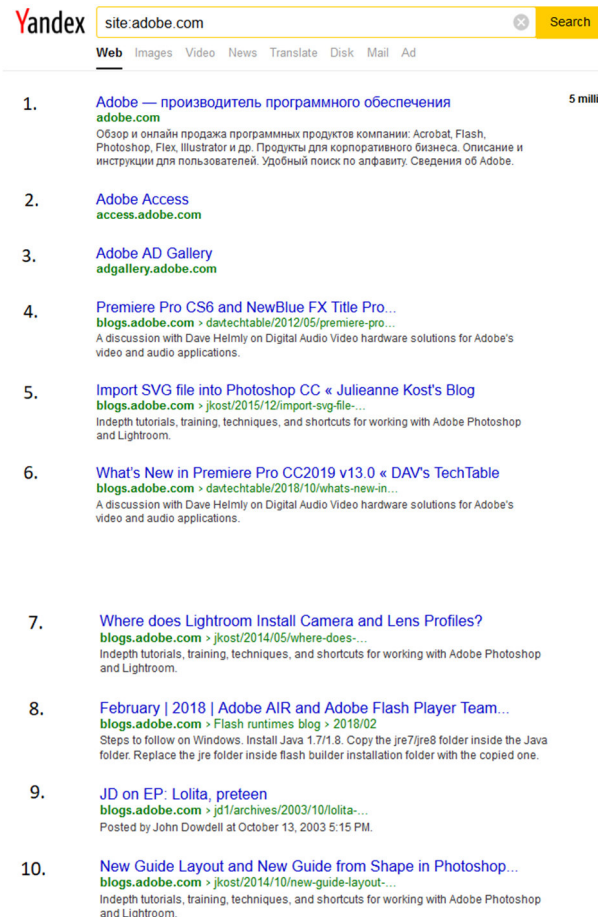 Yandex site:adobe.com Search
Web Images Video News Translate Disk Mail Ad
1. Adobe — производитель программного обеспечения 5 milli
adobe.com
Обзор и онлайн продажа программных продуктов компании: Acrobat, Flash,
Photoshop, Flex, Illustrator и др. Продукты для корпоративного бизнеса. Описание и
инструкции для пользователей. Удобный поиск по алфавиту. Сведения об Adobe.
2. Adobe Access
access.adobe.com
3. Adobe AD Gallery
adgallery.adobe.com
4. Premiere Pro CS6 and NewBlue FX Title Pro...
blogs.adobe.com › davtechtable/2012/05/premiere-pro...
A discussion with Dave Helmly on Digital Audio Video hardware solutions for Adobe's
video and audio applications.
5. Import SVG file into Photoshop CC « Julieanne Kost's Blog
blogs.adobe.com › jkost/2015/12/import-svg-file-...
Indepth tutorials, training, techniques, and shortcuts for working with Adobe Photoshop
and Lightroom.
6. What's New in Premiere Pro CC2019 v13.0 « DAV's TechTable
blogs.adobe.com › davtechtable/2018/10/whats-new-in...
A discussion with Dave Helmly on Digital Audio Video hardware solutions for Adobe's
video and audio applications.
7. Where does Lightroom Install Camera and Lens Profiles?
blogs.adobe.com › jkost/2014/05/where-does-...
Indepth tutorials, training, techniques, and shortcuts for working with Adobe Photoshop
and Lightroom.
8. February | 2018 | Adobe AIR and Adobe Flash Player Team...
blogs.adobe.com › Flash runtimes blog › 2018/02
Steps to follow on Windows. Install Java 1.7/1.8. Copy the jre7/jre8 folder inside the Java
folder. Replace the jre folder inside flash builder installation folder with the copied one.
9. JD on EP: Lolita, preteen
blogs.adobe.com › jd1/archives/2003/10/lolita-...
Posted by John Dowdell at October 13, 2003 5:15 PM.
10. New Guide Layout and New Guide from Shape in Photoshop...
blogs.adobe.com › jkost/2014/10/new-guide-layout-...
Indepth tutorials, training, techniques, and shortcuts for working with Adobe Photoshop
and Lightroom.